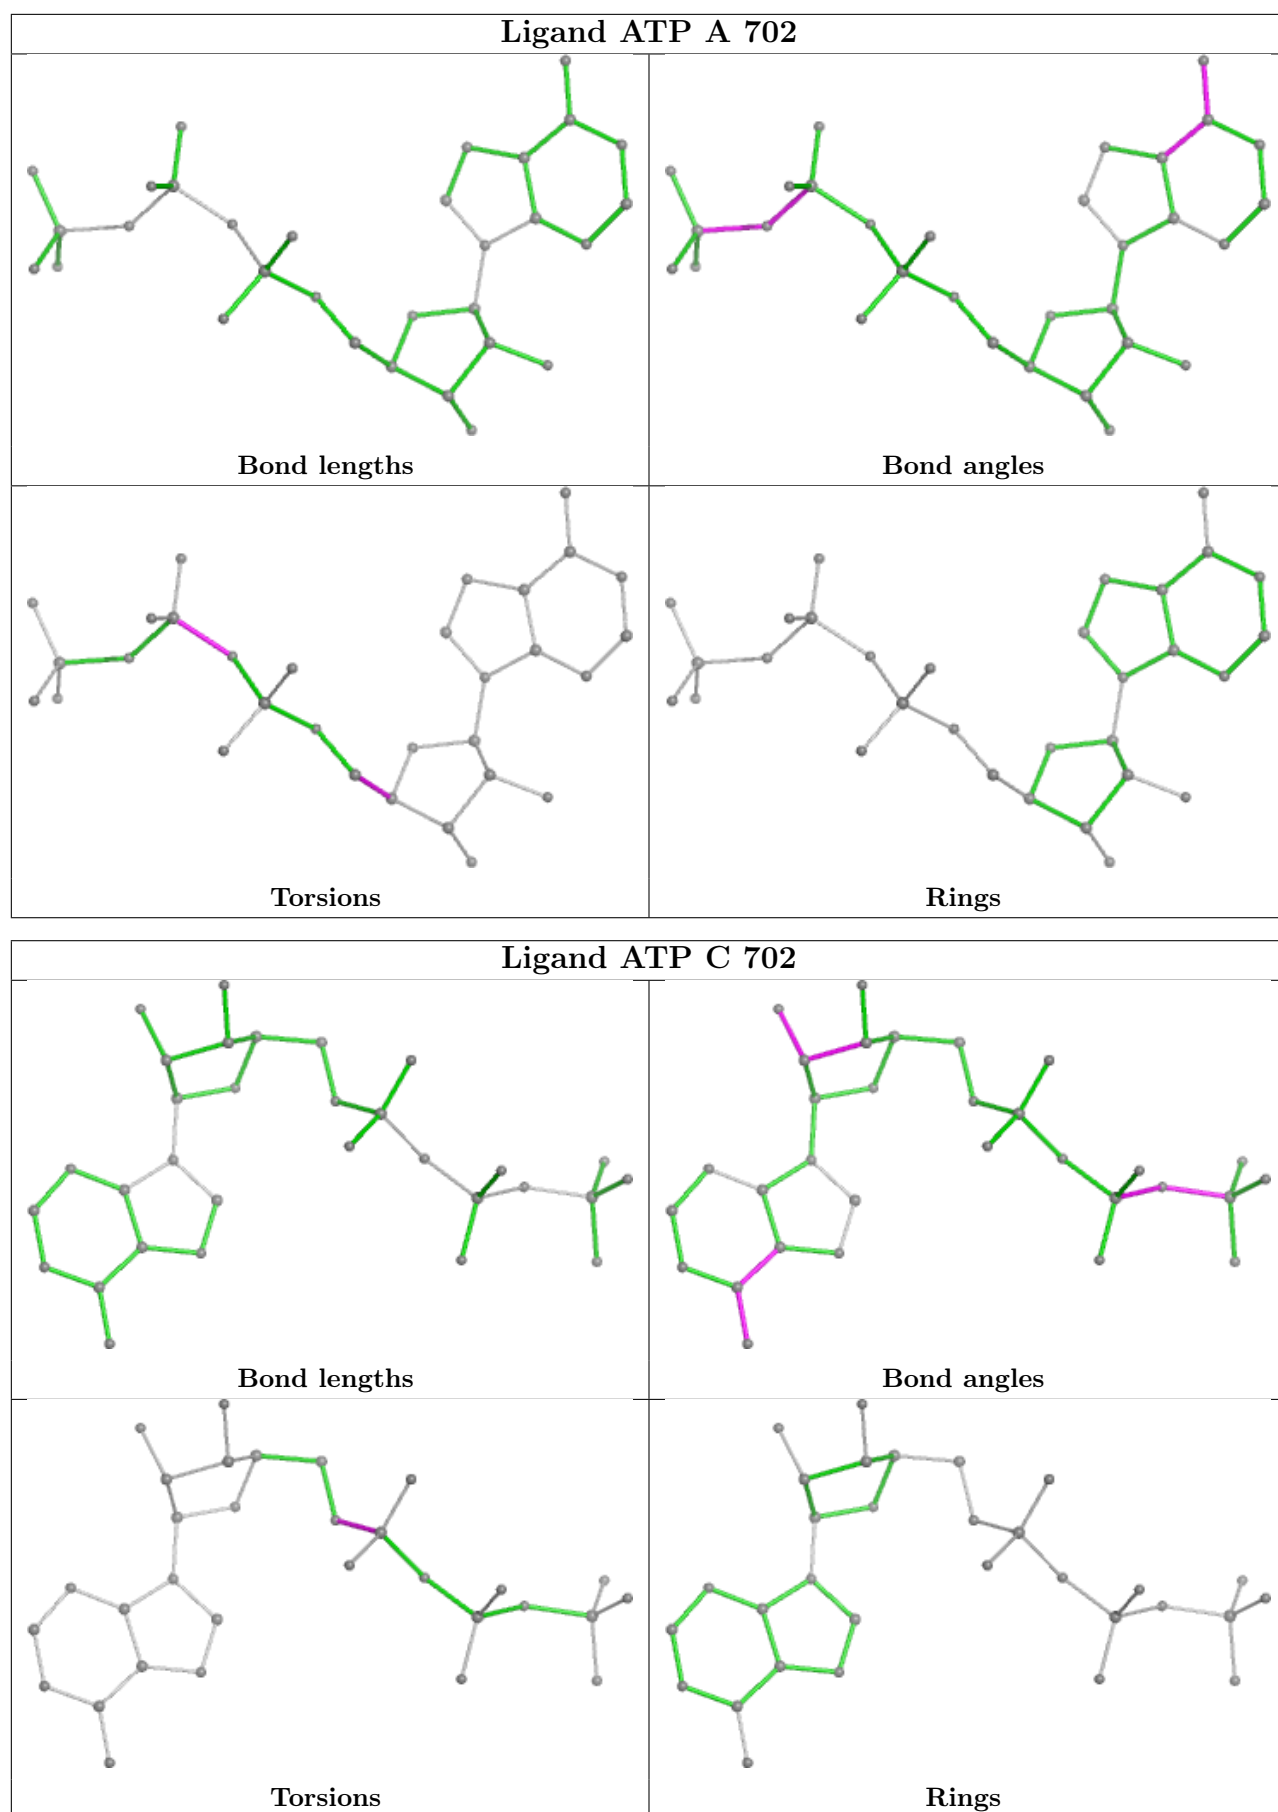 Ligand ATP A 702
Bond lengths
Bond angles
Torsions
Rings
Ligand ATP C 702
Bond lengths
Bond angles
Torsions
Rings